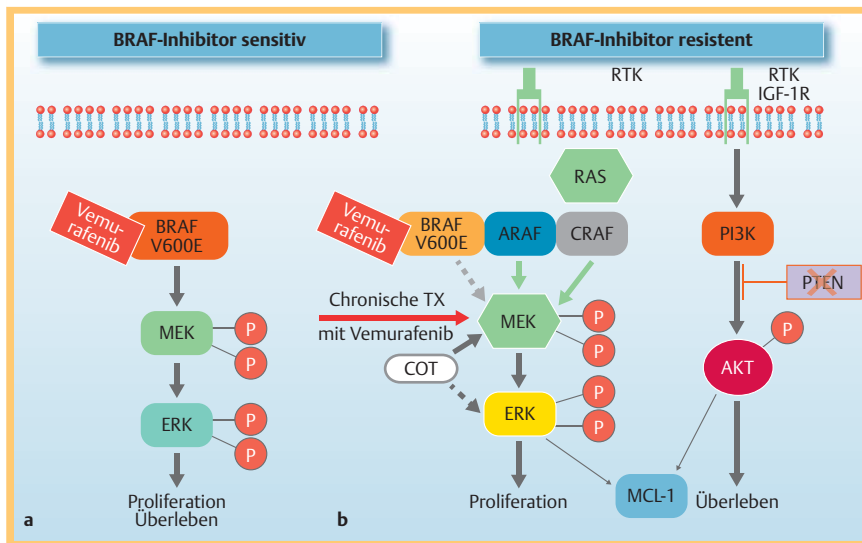 BRAF-Inhibitor sensitiv
Vemu-
rafenib
BRAF
V600E
MEK
P
P
ERK
P
P
Proliferation
Überleben
a
BRAF-Inhibitor resistent
RTK
RTK
IGF-1R
RAS
Vemu-
rafenib
BRAF
V600E
ARAF
CRAF
PI3K
PTEN
Chronische TX
mit Vemurafenib
MEK
P
P
COT
AKT
P
ERK
P
P
MCL-1
Proliferation
Überleben
b